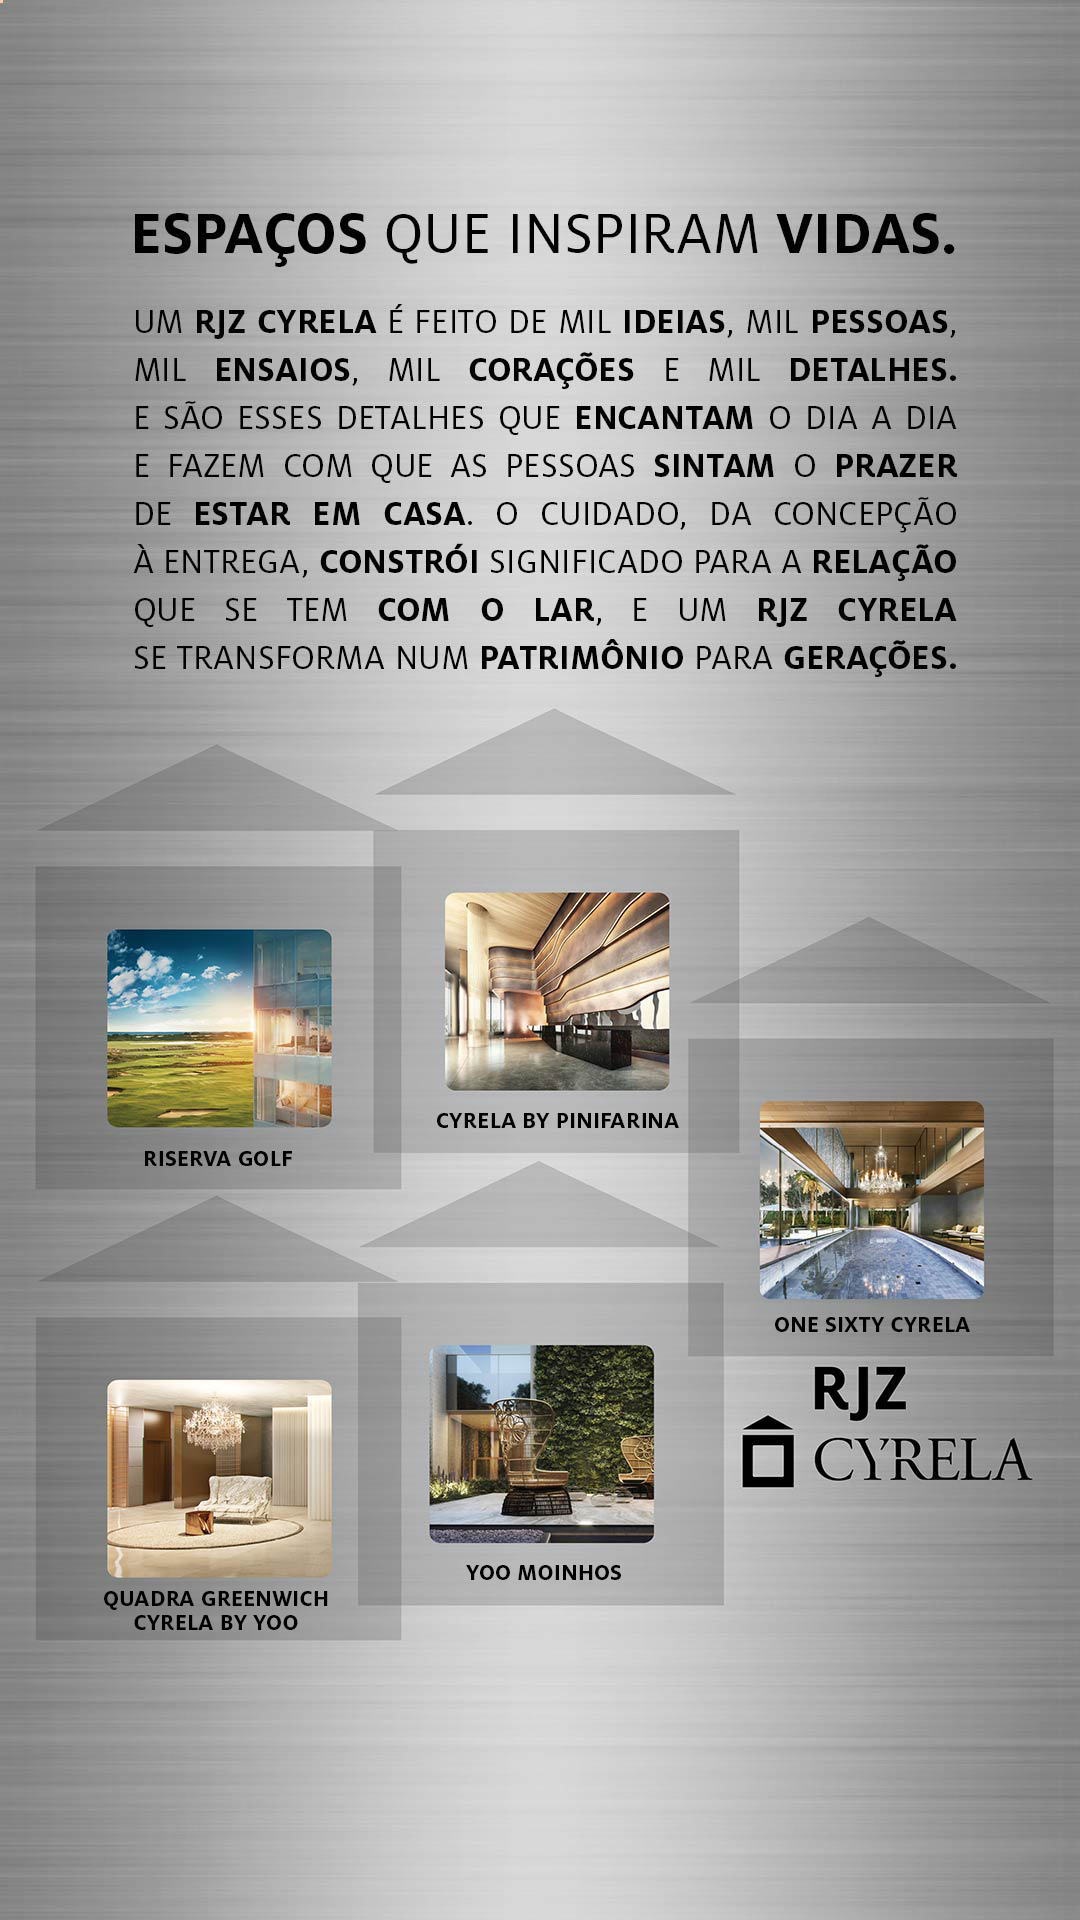 ESPAÇOS QUE INSPIRAM VIDAS.
UM RJZ CYRELA É FEITO DE MIL IDEIAS, MIL PESSOAS,
MIL ENSAIOS, MIL CORAÇÕES E MIL DETALHES.
E SÃO ESSES DETALHES QUE ENCANTAM O DIA A DIA
E FAZEM COM QUE AS PESSOAS SINTAM O PRAZER
DE ESTAR EM CASA. O CUIDADO, DA CONCEPÇÃO
À ENTREGA, CONSTRÓI SIGNIFICADO PARA A RELAÇÃO
QUE SE TEM COM O LAR, E UM RJZ CYRELA
SE TRANSFORMA NUM PATRIMÔNIO PARA GERAÇÕES.
RISERVA GOLF
CYRELA BY PINIFARINA
ONE SIXTY CYRELA
QUADRA GREENWICH
CYRELA BY YOO
YOO MOINHOS
RJZ
CYRELA